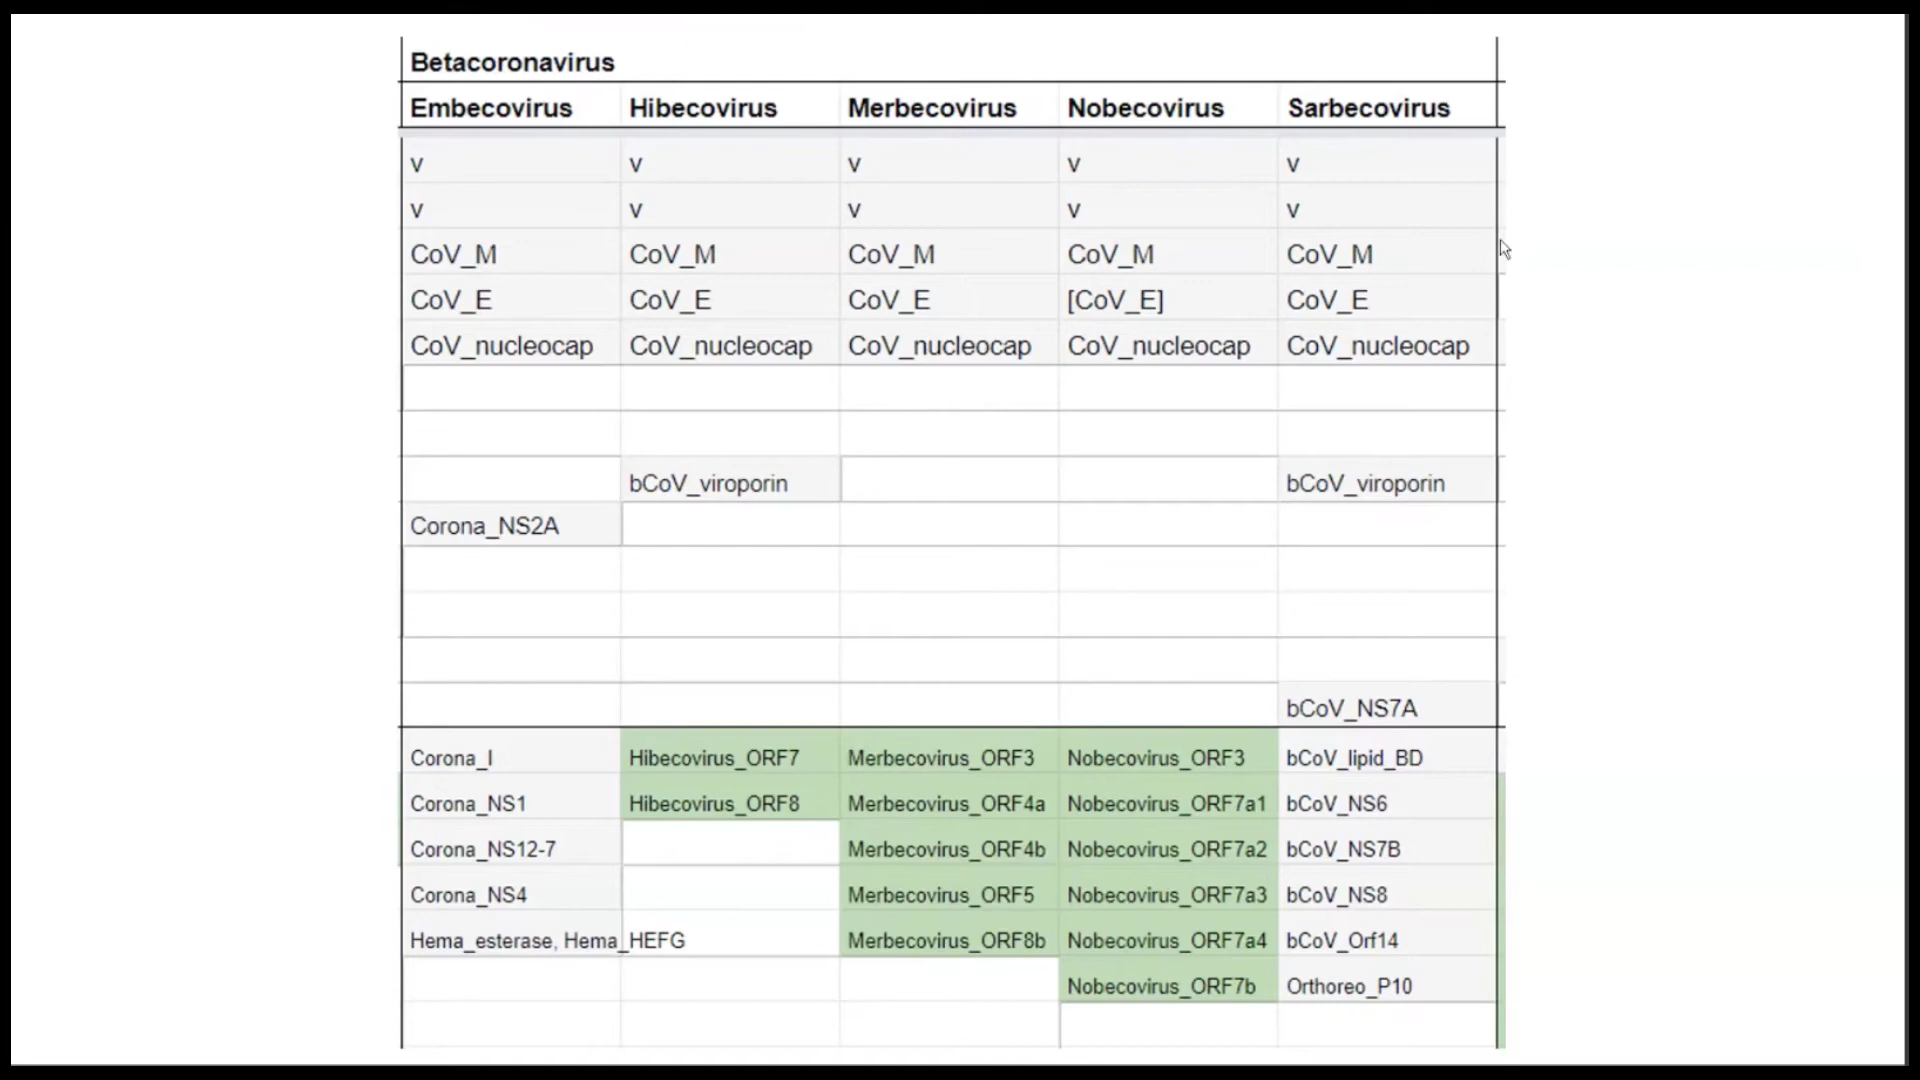 Betacoronavirus
Embecovirus Hibecovirus Merbecovirus Nobecovirus Sarbecovirus
v v v v v
v v v v v
CoV_M CoV_M CoV_M CoV_M CoV_M
CoV_E CoV_E CoV_E [CoV_E] CoV_E
CoV_nucleocap CoV_nucleocap CoV_nucleocap CoV_nucleocap CoV_nucleocap
bCoV_viroporin bCoV_viroporin
Corona_NS2A
bCoV_NS7A
Corona_I Hibecovirus_ORF7 Merbecovirus_ORF3 Nobecovirus_ORF3 bCoV_lipid_BD
Corona_NS1 Hibecovirus_ORF8 Merbecovirus_ORF4a Nobecovirus_ORF7a1 bCoV_NS6
Corona_NS12-7 Merbecovirus_ORF4b Nobecovirus_ORF7a2 bCoV_NS7B
Corona_NS4 Merbecovirus_ORF5 Nobecovirus_ORF7a3 bCoV_NS8
Hema_esterase, Hema_HEFG Merbecovirus_ORF8b Nobecovirus_ORF7a4 bCoV_Orf14
Nobecovirus_ORF7b Orthoreo_P10